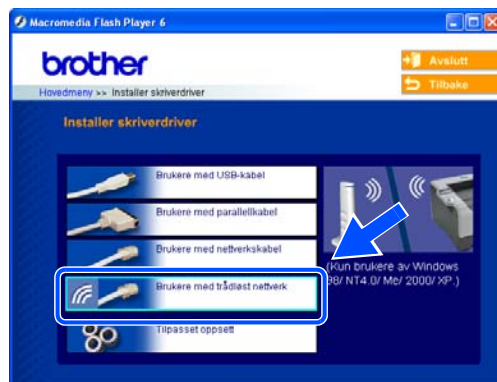 Macromedia Flash Player 6
brother
Avslutt
Tilbake
Hovedmeny >> Installer skriverdriver
Installer skriverdriver
Brukere med USB-kabel
Brukere med parallellkabel
Brukere med nettverkskabel
Brukere med trådløst nettverk
Tilpasset oppsett
(Kun brukere av Windows
98/ NT4.0/ Me/ 2000/ XP.)